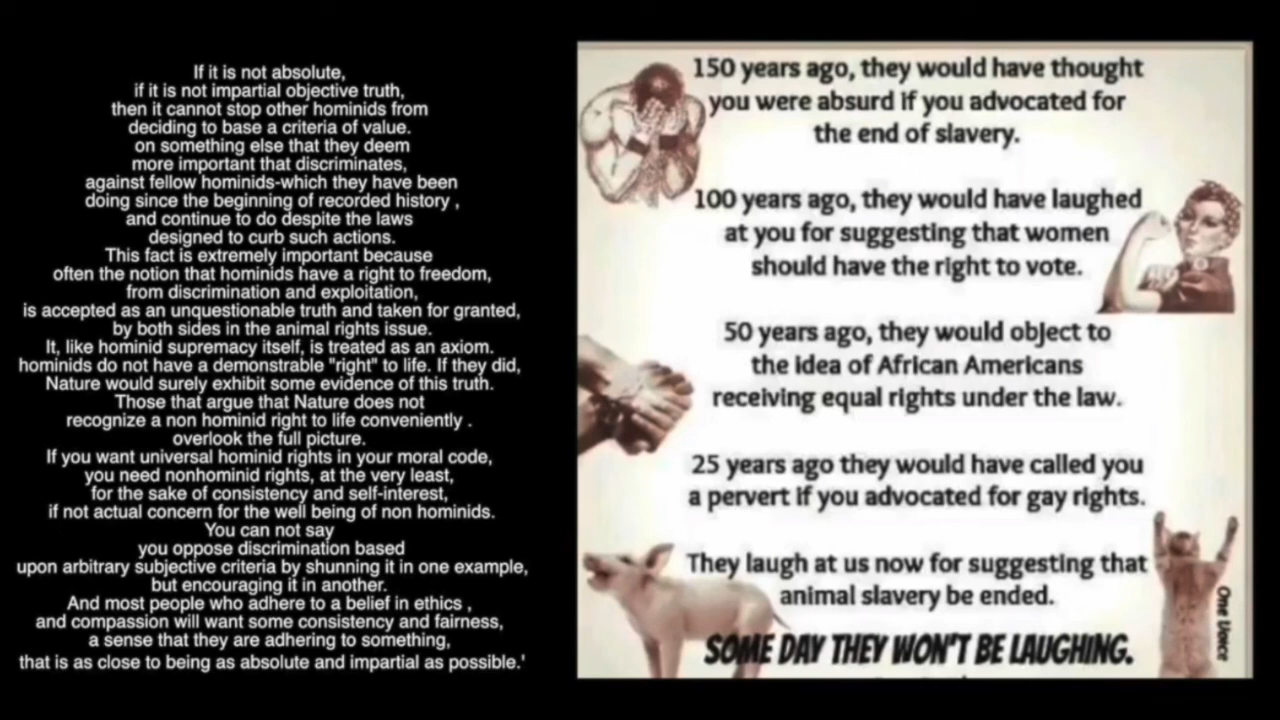 If it is not absolute,
if it is not impartial objective truth,
then it cannot stop other hominids from
deciding to base a criteria of value.
on something else that they deem
more important that discriminates,
against fellow hominids-which they have been
doing since the beginning of recorded history ,
and continue to do despite the laws
designed to curb such actions.
This fact is extremely important because
often the notion that hominids have a right to freedom,
from discrimination and exploitation,
is accepted as an unquestionable truth and taken for granted,
by both sides in the animal rights issue.
It, like hominid supremacy itself, is treated as an axiom.
hominids do not have a demonstrable "right" to life. If they did,
Nature would surely exhibit some evidence of this truth.
Those that argue that Nature does not
recognize a non hominid right to life conveniently .
overlook the full picture.
If you want universal hominid rights in your moral code,
you need nonhominid rights, at the very least,
for the sake of consistency and self-interest,
if not actual concern for the well being of non hominids.
You can not say
you oppose discrimination based
upon arbitrary subjective criteria by shunning it in one example,
but encouraging it in another.
And most people who adhere to a belief in ethics ,
and compassion will want some consistency and fairness,
a sense that they are adhering to something,
that is as close to being as absolute and impartial as possible.'
150 years ago, they would have thought
you were absurd if you advocated for
the end of slavery.
100 years ago, they would have laughed
at you for suggesting that women
should have the right to vote.
50 years ago, they would object to
the idea of African Americans
receiving equal rights under the law.
25 years ago they would have called you
a pervert if you advocated for gay rights.
They laugh at us now for suggesting that
animal slavery be ended.
SOME DAY THEY WON'T BE LAUGHING.
One Voice